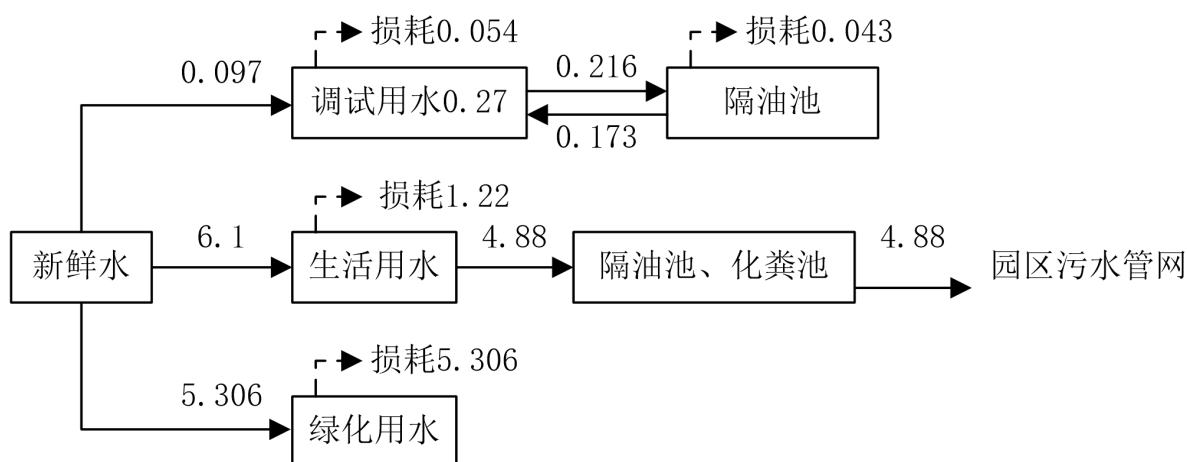 损耗0.054
损耗0.043
0.097
0.216
调试用水0.27
隔油池
0.173
损耗1.22
6.1
4.88
4.88
新鲜水
生活用水
隔油池、化粪池
园区污水管网
损耗5.306
5.306
绿化用水